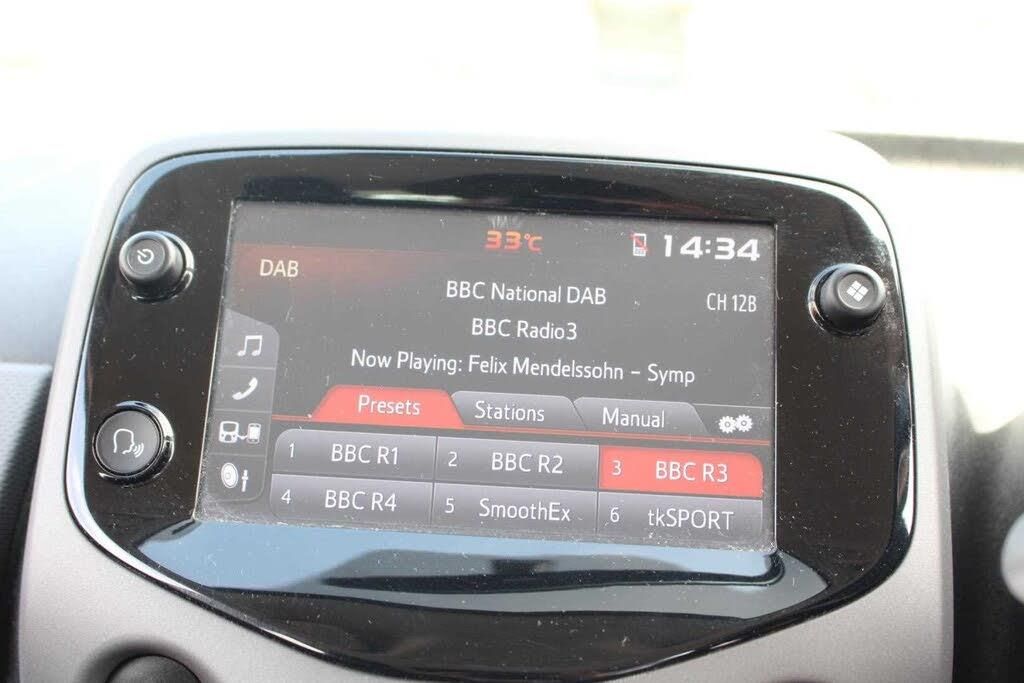 33°C 14:34
DAB
BBC National DAB CH 12B
BBC Radio3
Now Playing: Felix Mendelssohn - Symp
Presets Stations Manual
1 BBC R1 2 BBC R2 3 BBC R3
4 BBC R4 5 SmoothEx 6 tkSPORT